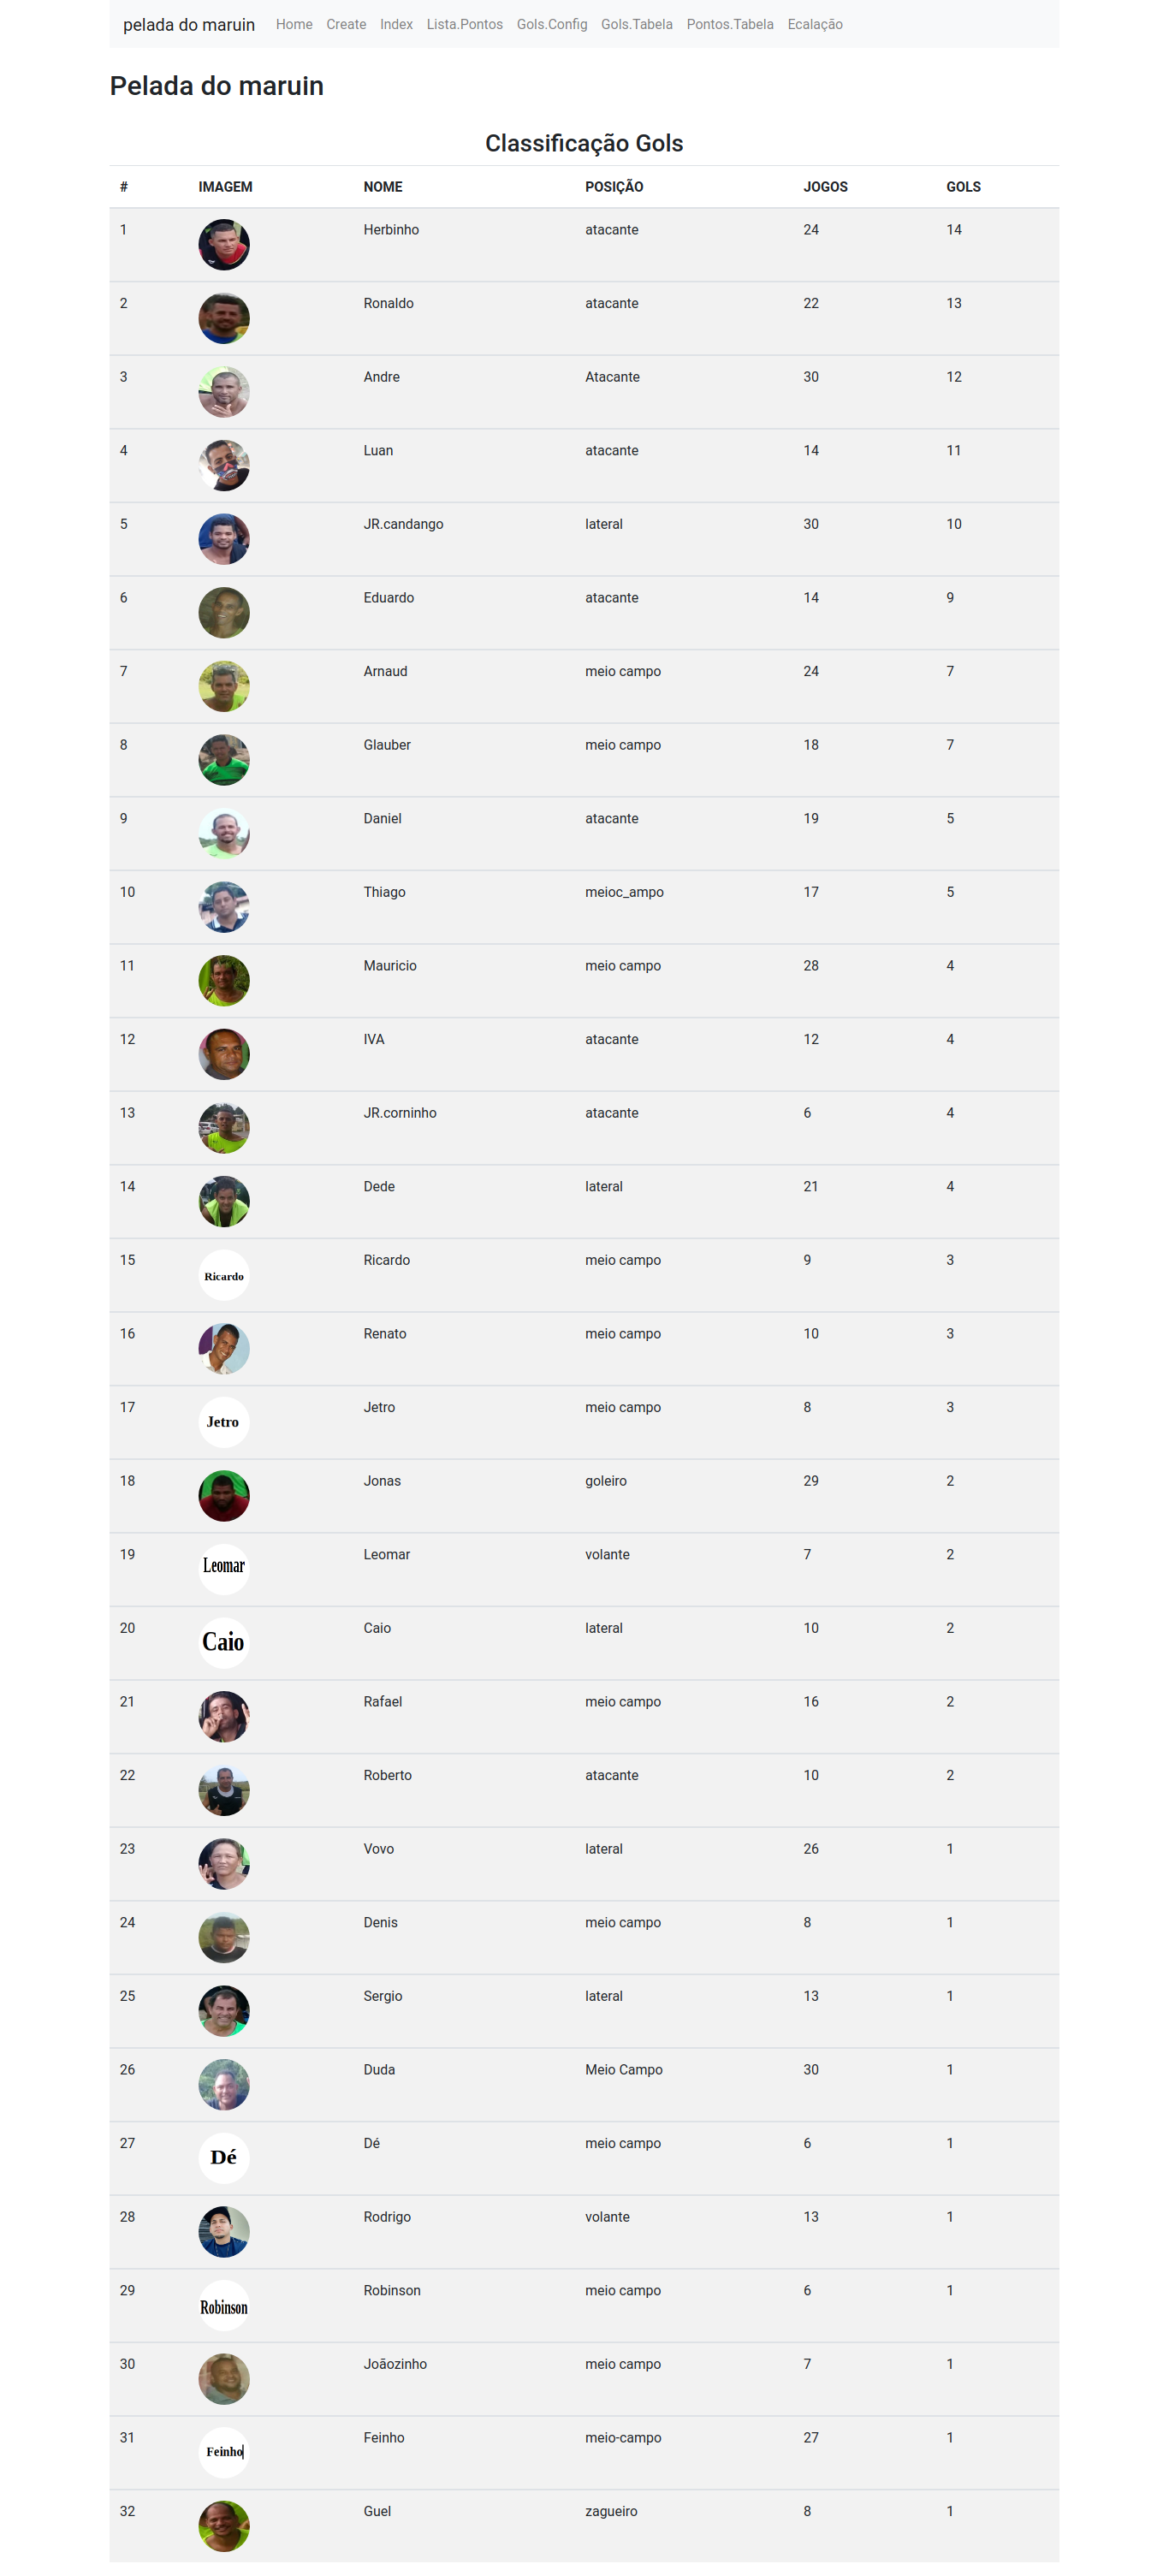 pelada do maruin Home Create Index Lista.Pontos Gols.Config Gols.Tabela Pontos.Tabela Ecalação
Pelada do maruin
Classificação Gols
# IMAGEM NOME POSIÇÃO JOGOS GOLS
1 Herbinho atacante 24 14
2 Ronaldo atacante 22 13
3 Andre Atacante 30 12
4 Luan atacante 14 11
5 JR.candango lateral 30 10
6 Eduardo atacante 14 9
7 Arnaud meio campo 24 7
8 Glauber meio campo 18 7
9 Daniel atacante 19 5
10 Thiago meioc_ampo 17 5
11 Mauricio meio campo 28 4
12 IVA atacante 12 4
13 JR.corninho atacante 6 4
14 Dede lateral 21 4
15 Ricardo Ricardo meio campo 9 3
16 Renato meio campo 10 3
17 Jetro Jetro meio campo 8 3
18 Jonas goleiro 29 2
19 Leomar Leomar volante 7 2
20 Caio Caio lateral 10 2
21 Rafael meio campo 16 2
22 Roberto atacante 10 2
23 Vovo lateral 26 1
24 Denis meio campo 8 1
25 Sergio lateral 13 1
26 Duda Meio Campo 30 1
27 Dé Dé meio campo 6 1
28 Rodrigo volante 13 1
29 Robinson Robinson meio campo 6 1
30 Joãozinho meio campo 7 1
31 Feinho Feinho meio-campo 27 1
32 Guel zagueiro 8 1